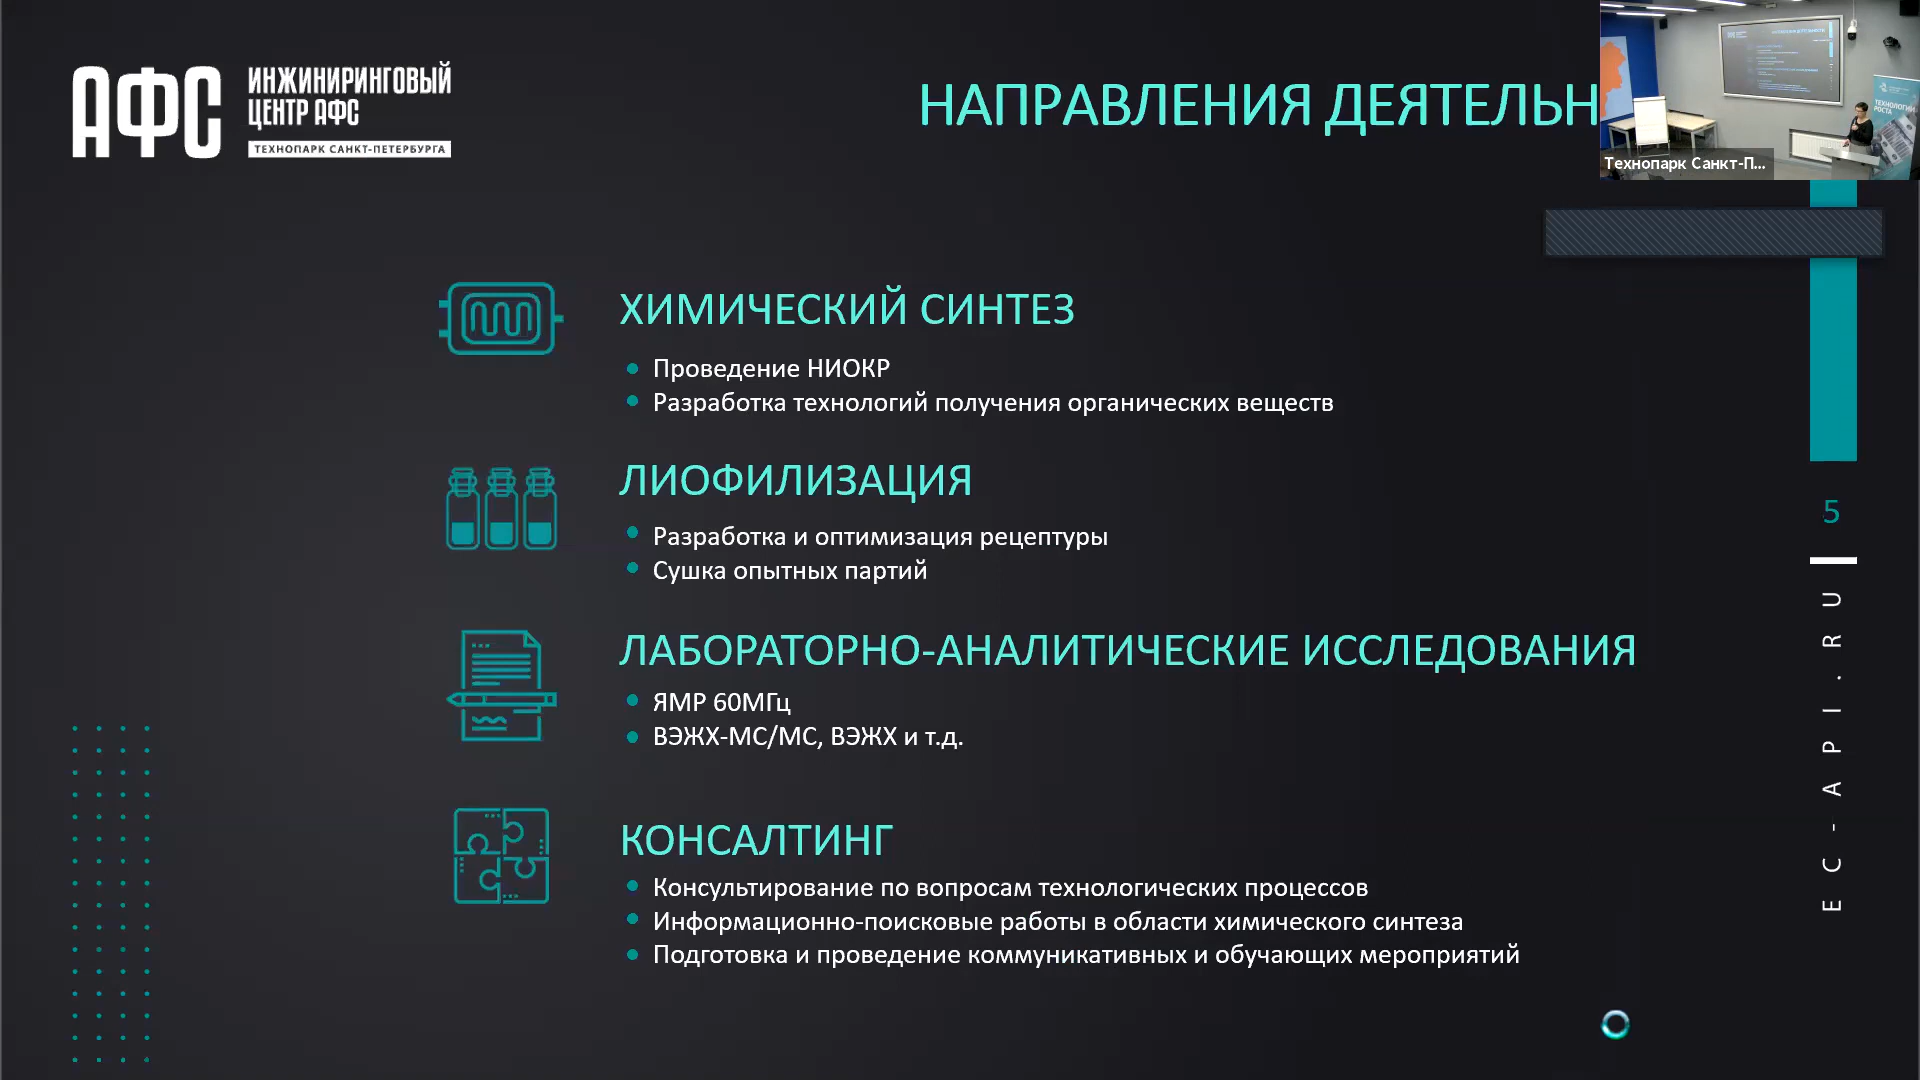 АФС
ИНЖИНИРИНГОВЫЙ
ЦЕНТР АФС
ТЕХНОПАРК САНКТ-ПЕТЕРБУРГА
НАПРАВЛЕНИЯ ДЕЯТЕЛЬН
ТЕХНОЛОГИИ
РОСТА
Технопарк Санкт-П...
ХИМИЧЕСКИЙ СИНТЕЗ
Проведение НИОКР
Разработка технологий получения органических веществ
ЛИОФИЛИЗАЦИЯ
Разработка и оптимизация рецептуры
Сушка опытных партий
ЛАБОРАТОРНО-АНАЛИТИЧЕСКИЕ ИССЛЕДОВАНИЯ
ЯМР 60МГц
ВЭЖХ-МС/МС, ВЭЖХ и т.д.
КОНСАЛТИНГ
Консультирование по вопросам технологических процессов
Информационно-поисковые работы в области химического синтеза
Подготовка и проведение коммуникативных и обучающих мероприятий
5
EC-API.RU